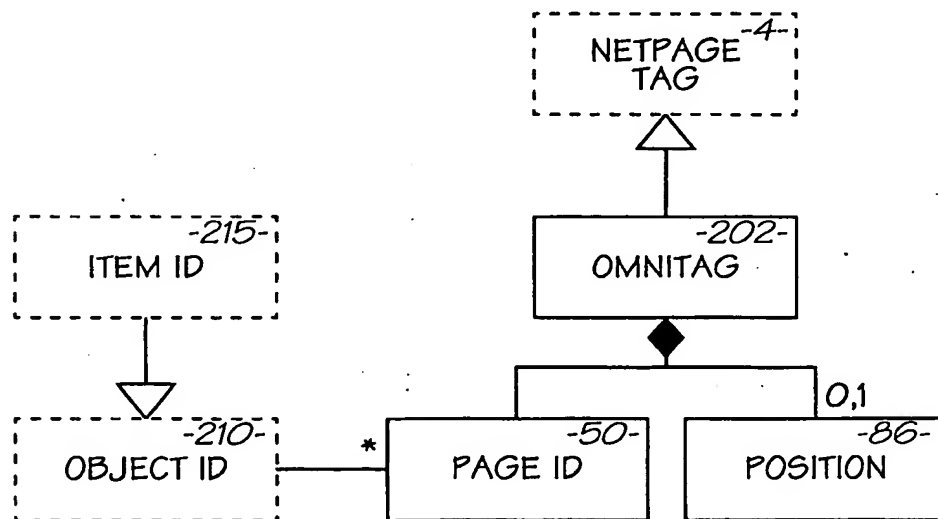 -4-
NETPAGE
TAG
-215-
ITEM ID
-202-
OMNITAG
0,1
-210-
OBJECT ID
*
-50-
PAGE ID
-86-
POSITION